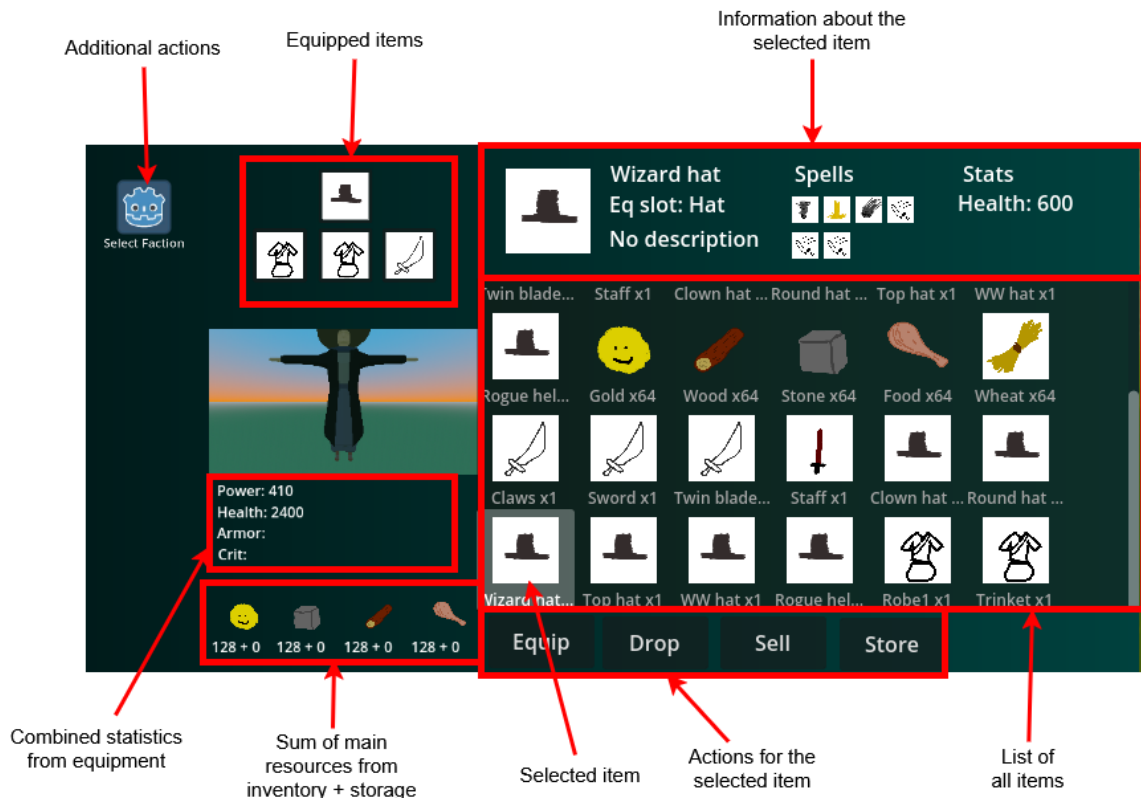 Information about the
selected item
Additional actions
Equipped items
Select Faction
Wizard hat
Eq slot: Hat
No description
Spells
Stats
Health: 600
Twin blade...
Staff x1
Clown hat ...
Round hat ...
Top hat x1
WW hat x1
Rogue hel...
Gold x64
Wood x64
Stone x64
Food x64
Wheat x64
Claws x1
Sword x1
Twin blade...
Staff x1
Clown hat ...
Round hat ...
Wizard hat...
Top hat x1
WW hat x1
Rogue hel...
Robe1 x1
Trinket x1
Power: 410
Health: 2400
Armor:
Crit:
128 + 0
128 + 0
128 + 0
128 + 0
Equip
Drop
Sell
Store
Combined statistics
from equipment
Sum of main
resources from
inventory + storage
Selected item
Actions for the
selected item
List of
all items